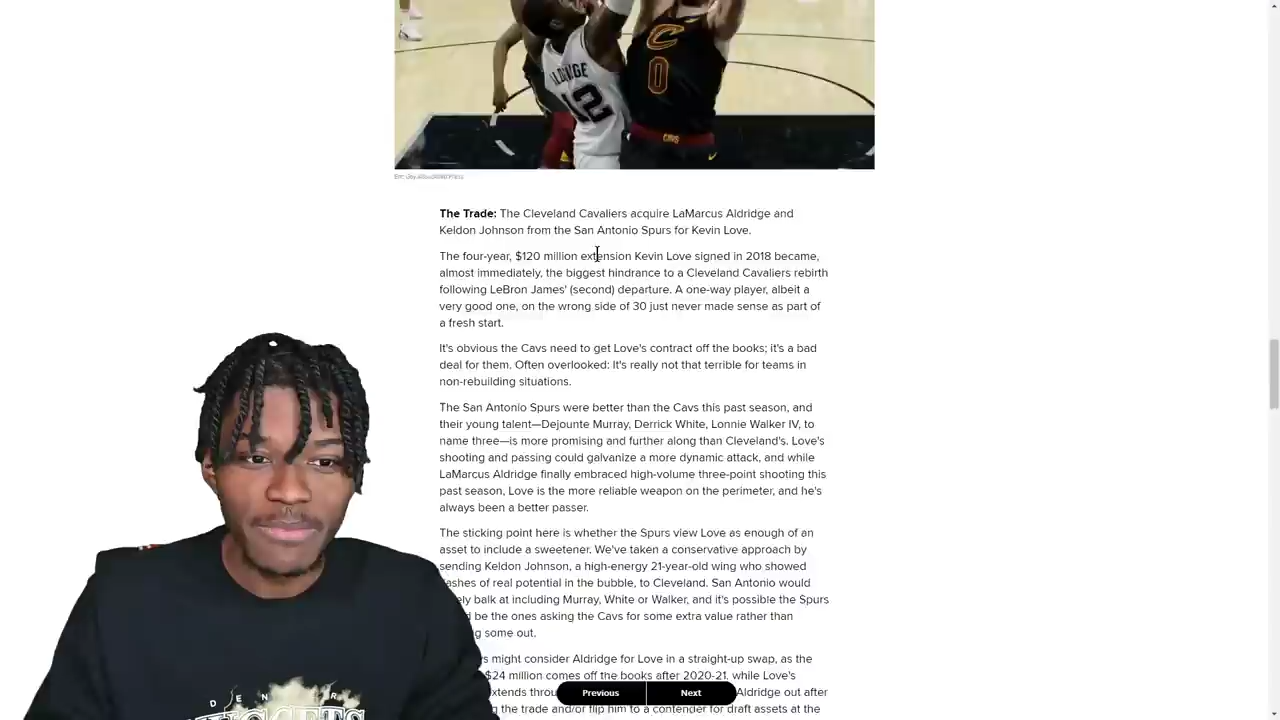 ALDRIDGE
12
C
0
CAVS
The Trade: The Cleveland Cavaliers acquire LaMarcus Aldridge and
Keldon Johnson from the San Antonio Spurs for Kevin Love.
The four-year, $120 million extension Kevin Love signed in 2018 became,
almost immediately, the biggest hindrance to a Cleveland Cavaliers rebirth
following LeBron James' (second) departure. A one-way player, albeit a
very good one, on the wrong side of 30 just never made sense as part of
a fresh start.
It's obvious the Cavs need to get Love's contract off the books; it's a bad
deal for them. Often overlooked: It's really not that terrible for teams in
non-rebuilding situations.
The San Antonio Spurs were better than the Cavs this past season, and
their young talent—Dejounte Murray, Derrick White, Lonnie Walker IV, to
name three—is more promising and further along than Cleveland's. Love's
shooting and passing could galvanize a more dynamic attack, and while
LaMarcus Aldridge finally embraced high-volume three-point shooting this
past season, Love is the more reliable weapon on the perimeter, and he's
always been a better passer.
The sticking point here is whether the Spurs view Love as enough of an
asset to include a sweetener. We've taken a conservative approach by
sending Keldon Johnson, a high-energy 21-year-old wing who showed
ashes of real potential in the bubble, to Cleveland. San Antonio would
ely balk at including Murray, White or Walker, and it's possible the Spurs
d be the ones asking the Cavs for some extra value rather than
g some out.
s might consider Aldridge for Love in a straight-up swap, as the
$24 million comes off the books after 2020-21, while Love's
xtends throu Previous Next Aldridge out after
g the trade and/or flip him to a contender for draft assets at the
DENVER
NUGGETS